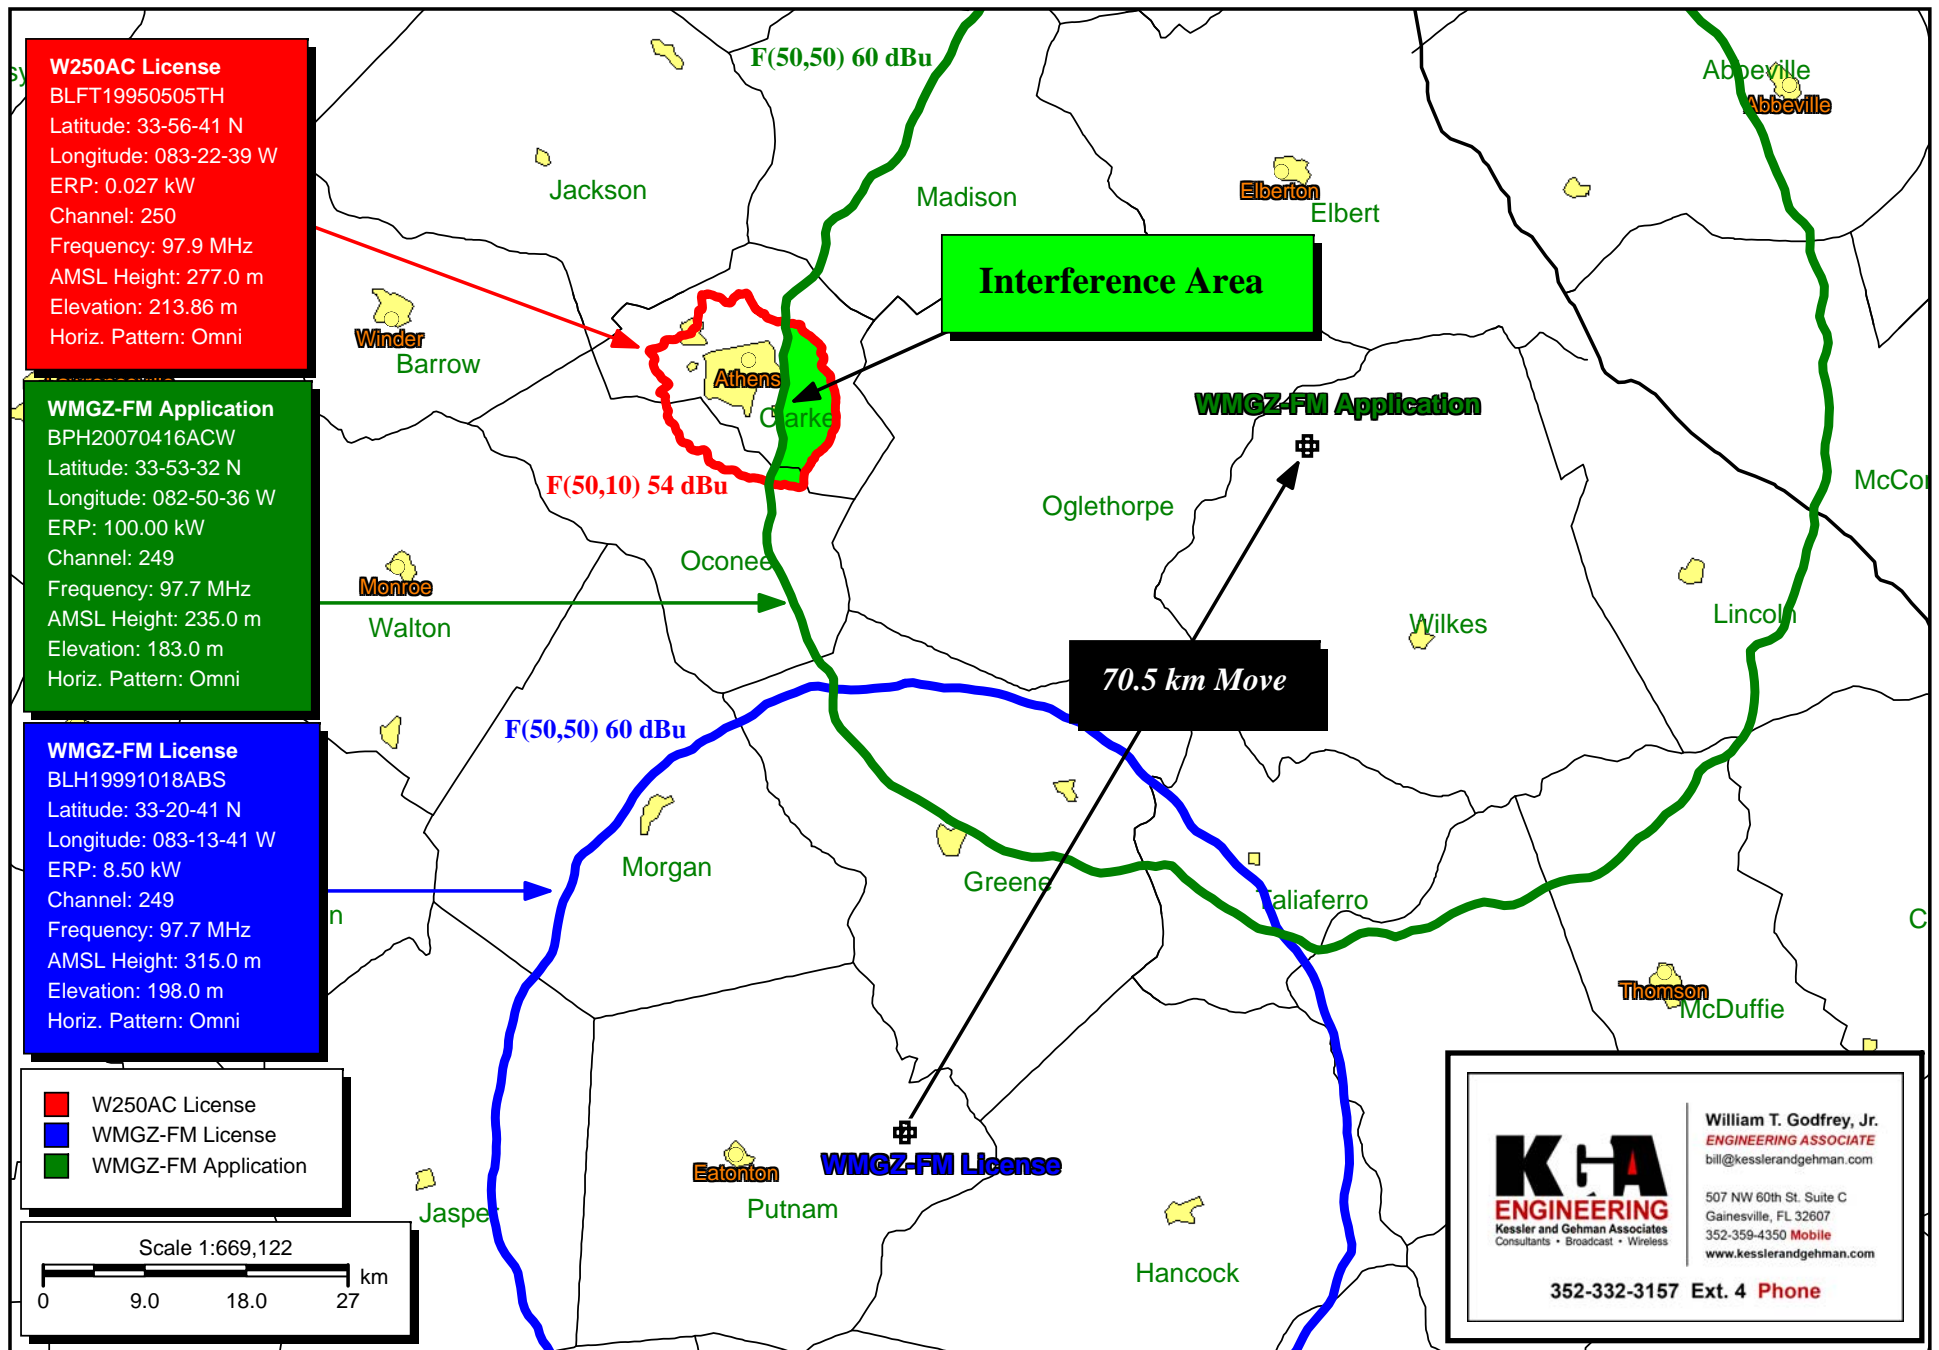 W250AC License
BLFT19950505TH
Latitude: 33-56-41 N
Longitude: 083-22-39 W
ERP: 0.027 kW
Channel: 250
Frequency: 97.9 MHz
AMSL Height: 277.0 m
Elevation: 213.86 m
Horiz. Pattern: Omni
WMGZ-FM Application
BPH20070416ACW
Latitude: 33-53-32 N
Longitude: 082-50-36 W
ERP: 100.00 kW
Channel: 249
Frequency: 97.7 MHz
AMSL Height: 235.0 m
Elevation: 183.0 m
Horiz. Pattern: Omni
WMGZ-FM License
BLH19991018ABS
Latitude: 33-20-41 N
Longitude: 083-13-41 W
ERP: 8.50 kW
Channel: 249
Frequency: 97.7 MHz
AMSL Height: 315.0 m
Elevation: 198.0 m
Horiz. Pattern: Omni
W250AC License
WMGZ-FM License
WMGZ-FM Application
Scale 1:669,122
km
0 9.0 18.0 27
F(50,50) 60 dBu
Abbeville
Abbeville
Jackson
Madison
Elberton
Elbert
Interference Area
Winder
Barrow
Athens
Clarke
WMGZ-FM Application
F(50,10) 54 dBu
Oglethorpe
McCor
Oconee
Monroe
Walton
Wilkes
Lincoln
70.5 km Move
F(50,50) 60 dBu
Morgan
Greene
Taliaferro
n
C
Thomson
McDuffie
WMGZ-FM License
Eatonton
Putnam
Jasper
Hancock
KGA
ENGINEERING
Kessler and Gehman Associates
Consultants • Broadcast • Wireless
William T. Godfrey, Jr.
ENGINEERING ASSOCIATE
bill@kesslerandgehman.com
507 NW 60th St. Suite C
Gainesville, FL 32607
352-359-4350 Mobile
www.kesslerandgehman.com
352-332-3157 Ext. 4 Phone